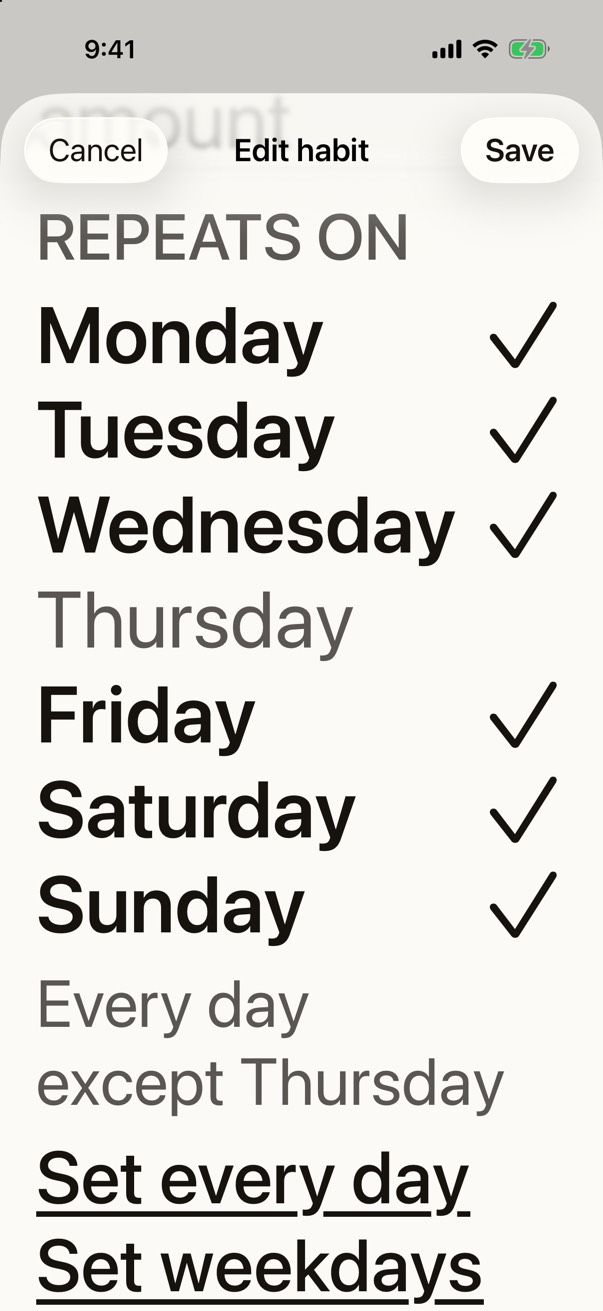 9:41
amount
Cancel Edit habit Save
REPEATS ON
Monday
Tuesday
Wednesday
Thursday
Friday
Saturday
Sunday
Every day
except Thursday
Set every day
Set weekdays